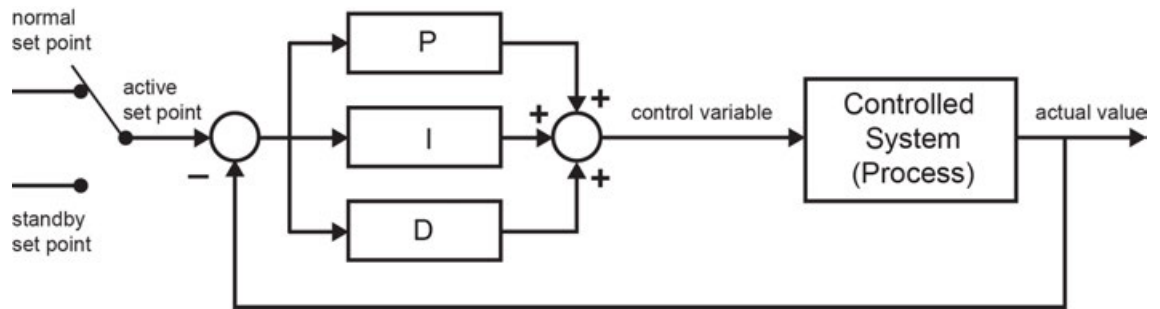 normal
set point
active
set point
standby
set point
−
P
I
D
+
+
+
control variable
Controlled
System
(Process)
actual value